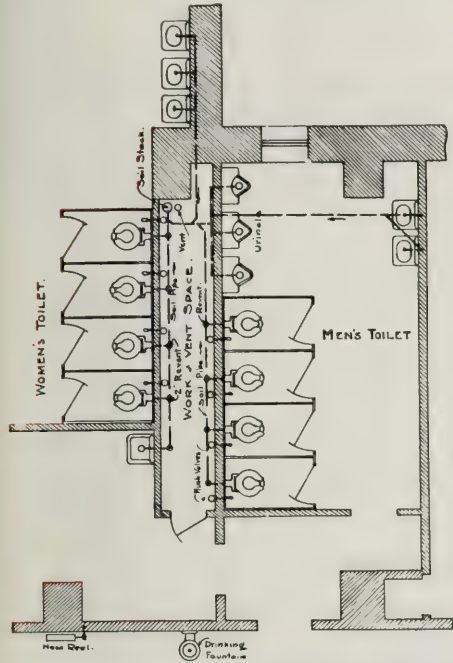 Soil Stack.
Vent
Urinals
WOMEN'S TOILET.
Soil Pipe
WORK & VENT SPACE.
Revent.
2" Revent
Soil Pipe
MEN'S TOILET
Flush Valves
Hose Reel.
Drinking
Fountain